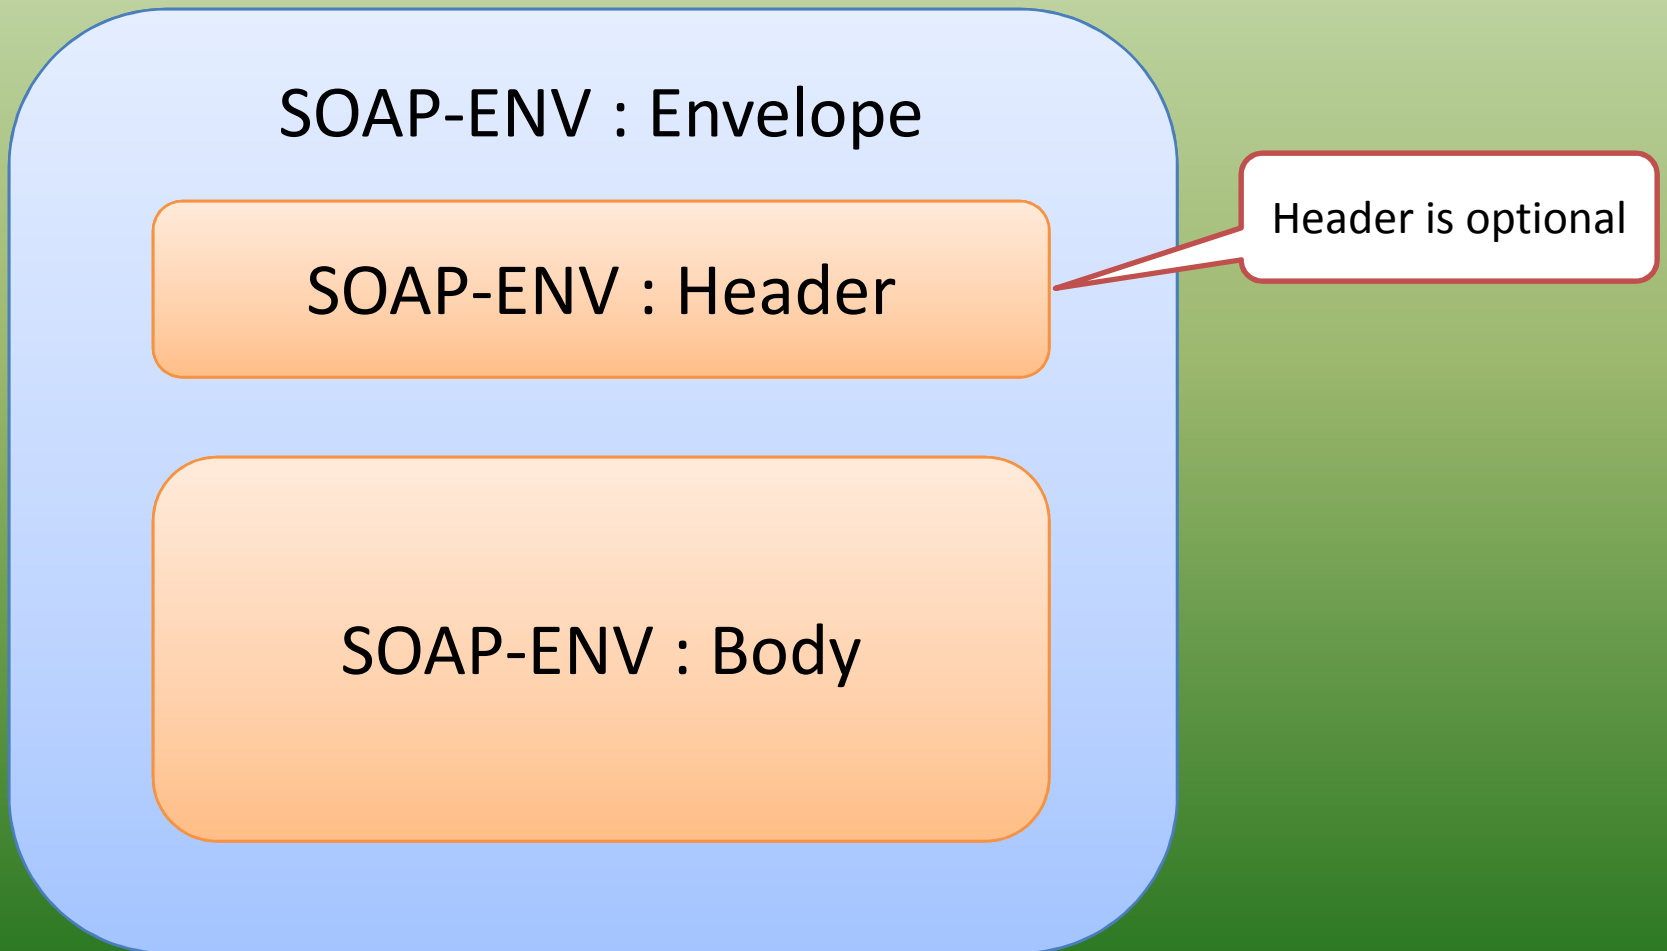 SOAP-ENV : Envelope
Header is optional
SOAP-ENV : Header
SOAP-ENV : Body